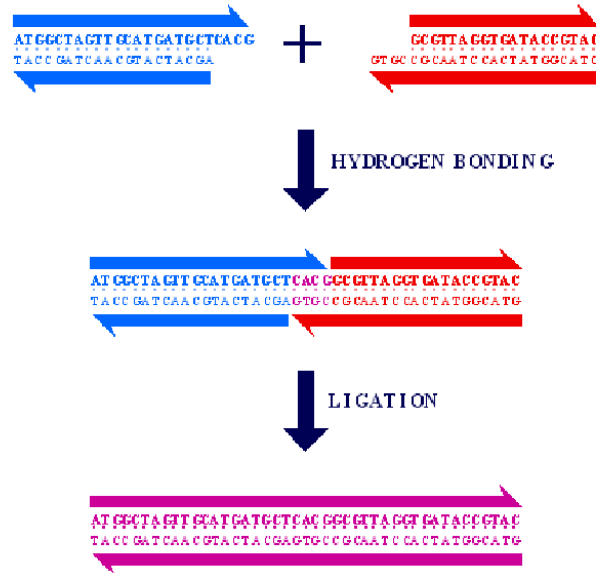 ATGGCTAGTTGCATGATGCTCACG + GCGTTAGGTGATACCGTAC
TACCGATCAACGTACTACGA GTGCCGCAATCCACTATGGCATG
HYDROGEN BONDING
ATGGCTAGTTGCATGATGCTCACGGCGTTAGGTGATACCGTAC
TACCGATCAACGTACTACGAGTGCCGCAATCCACTATGGCATG
LIGATION
ATGGCTAGTTGCATGATGCTCACGGCGTTAGGTGATACCGTAC
TACCGATCAACGTACTACGAGTGCCGCAATCCACTATGGCATG